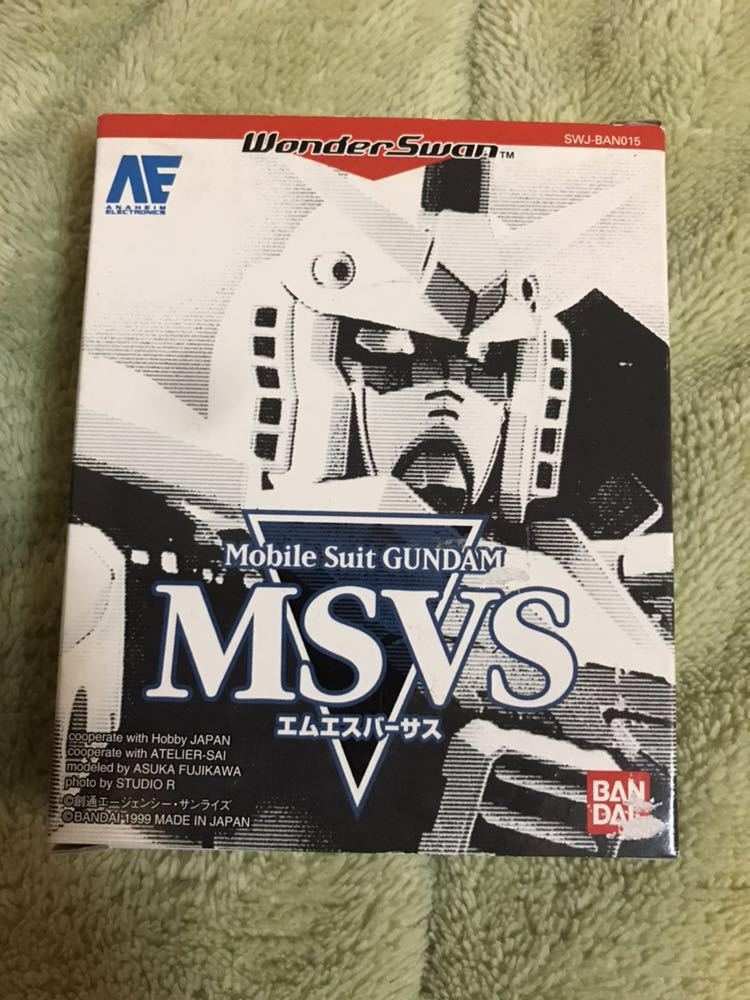 WonderSwan™
SWJ-BAN015
AE
ANAHEIM
ELECTRONICS
Mobile Suit GUNDAM
MSVS
エムエスバーサス
cooperate with Hobby JAPAN
cooperate with ATELIER-SAI
modeled by ASUKA FUJIKAWA
photo by STUDIO R
©創通エージェンシー・サンライズ
©BANDAI 1999 MADE IN JAPAN
BAN
DAI